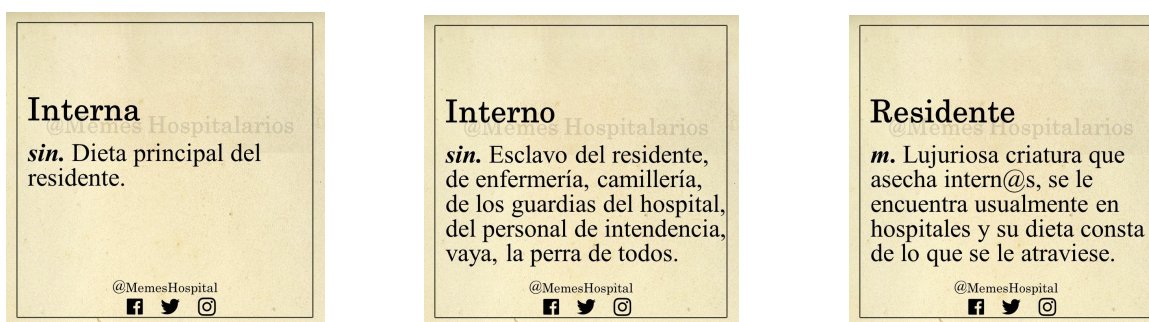 Interna
@Memes Hospitalarios
sin. Dieta principal del
residente.
@MemesHospital
Interno
@Memes Hospitalarios
sin. Esclavo del residente,
de enfermería, camillería,
de los guardias del hospital,
del personal de intendencia,
vaya, la perra de todos.
@MemesHospital
Residente
@Memes Hospitalarios
m. Lujuriosa criatura que
asecha intern@s, se le
encuentra usualmente en
hospitales y su dieta consta
de lo que se le atraviese.
@MemesHospital